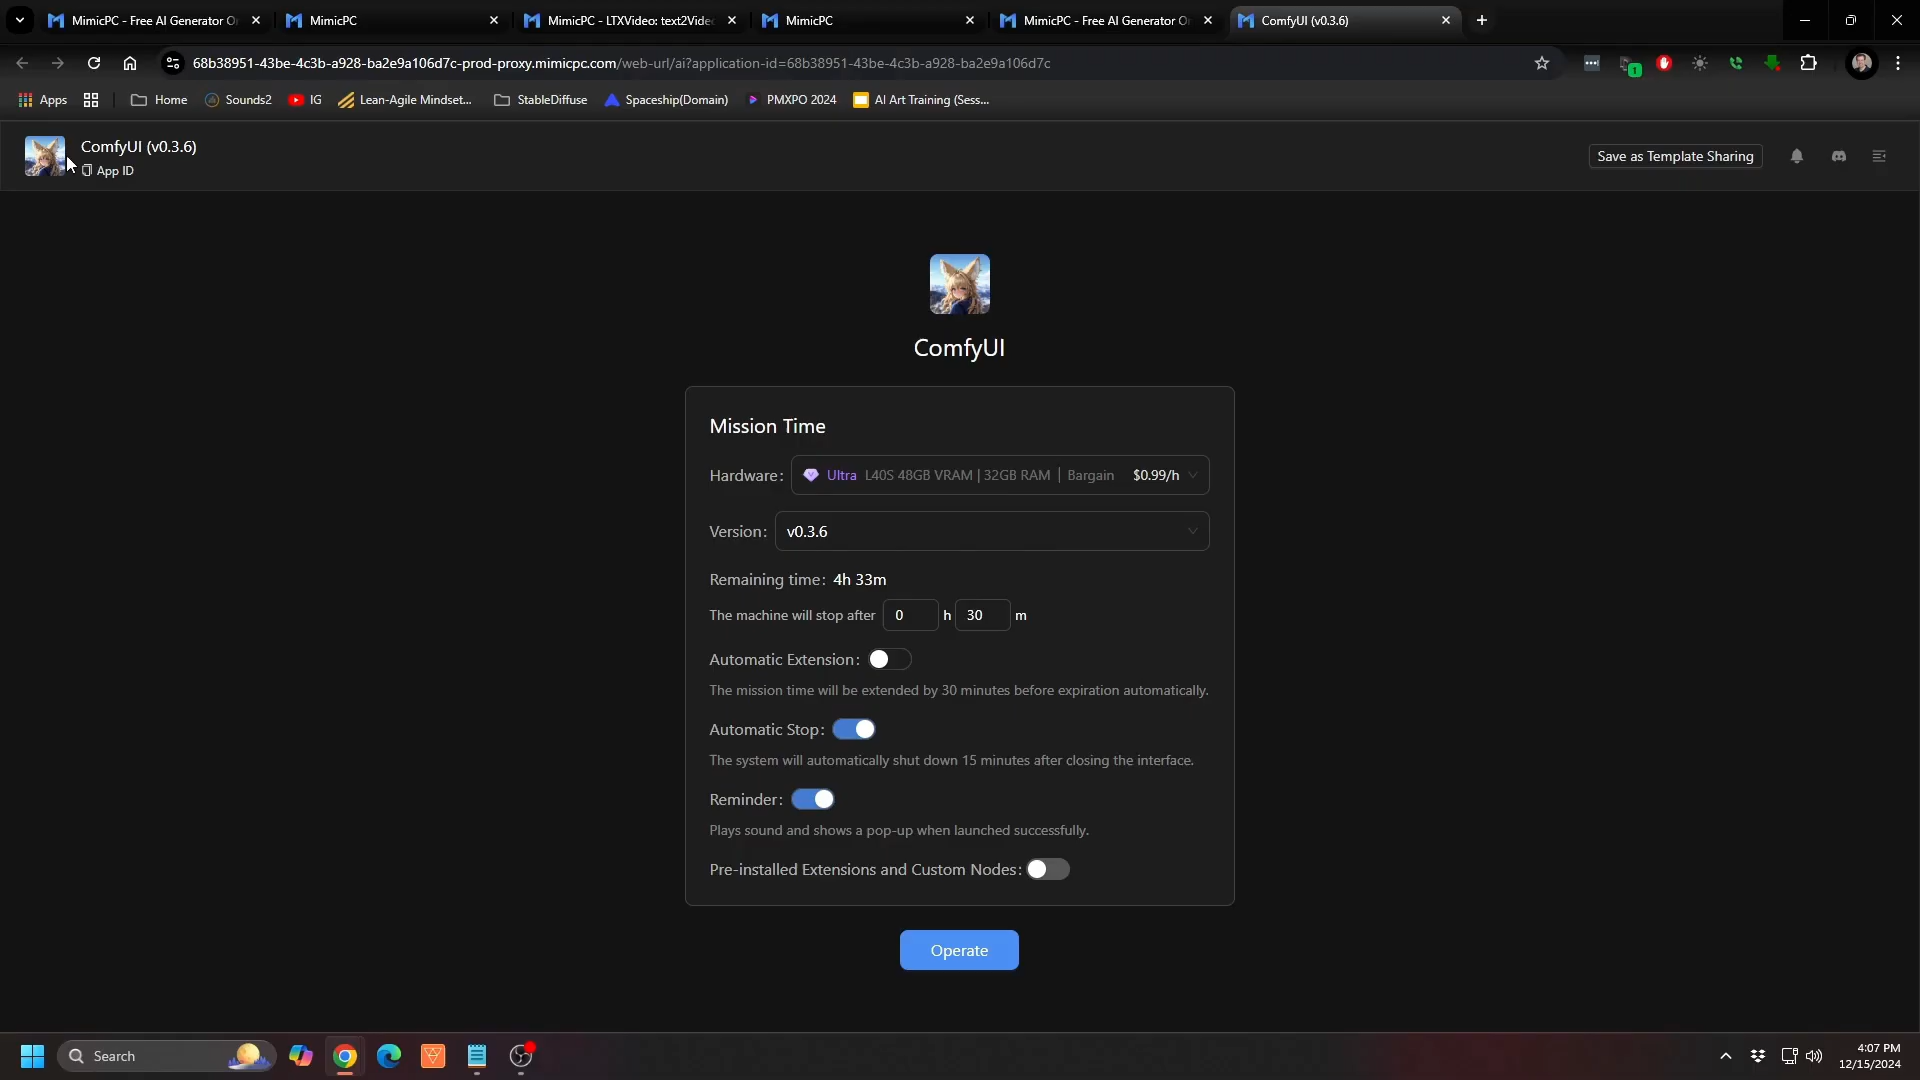 MimicPC - Free AI Generator O
MimicPC
MimicPC - LTXVideo: text2Vide
MimicPC
MimicPC - Free AI Generator O
ComfyUI (v0.3.6)
68b38951-43be-4c3b-a928-ba2e9a106d7c-prod-proxy.mimicpc.com/web-url/ai?application-id=68b38951-43be-4c3b-a928-ba2e9a106d7c
1
Apps
Home
Sounds2
IG
Lean-Agile Mindset...
StableDiffuse
Spaceship(Domain)
PMXPO 2024
AI Art Training (Sess...
ComfyUI (v0.3.6)
App ID
Save as Template Sharing
ComfyUI
Mission Time
Hardware: Ultra L40S 48GB VRAM | 32GB RAM | Bargain $0.99/h
Version: v0.3.6
Remaining time: 4h 33m
The machine will stop after 0 h 30 m
Automatic Extension:
The mission time will be extended by 30 minutes before expiration automatically.
Automatic Stop:
The system will automatically shut down 15 minutes after closing the interface.
Reminder:
Plays sound and shows a pop-up when launched successfully.
Pre-installed Extensions and Custom Nodes:
Operate
Search
4:07 PM
12/15/2024